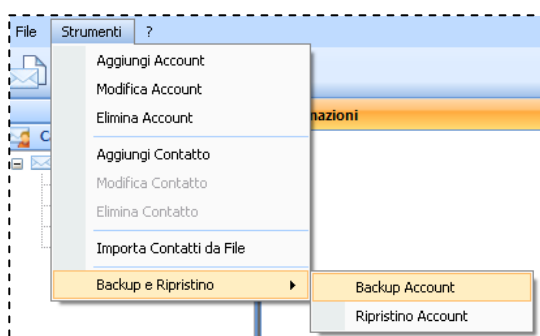 File Strumenti ?
Aggiungi Account
Modifica Account
Elimina Account
mazioni
C
Aggiungi Contatto
Modifica Contatto
Elimina Contatto
Importa Contatti da File
Backup e Ripristino
Backup Account
Ripristino Account